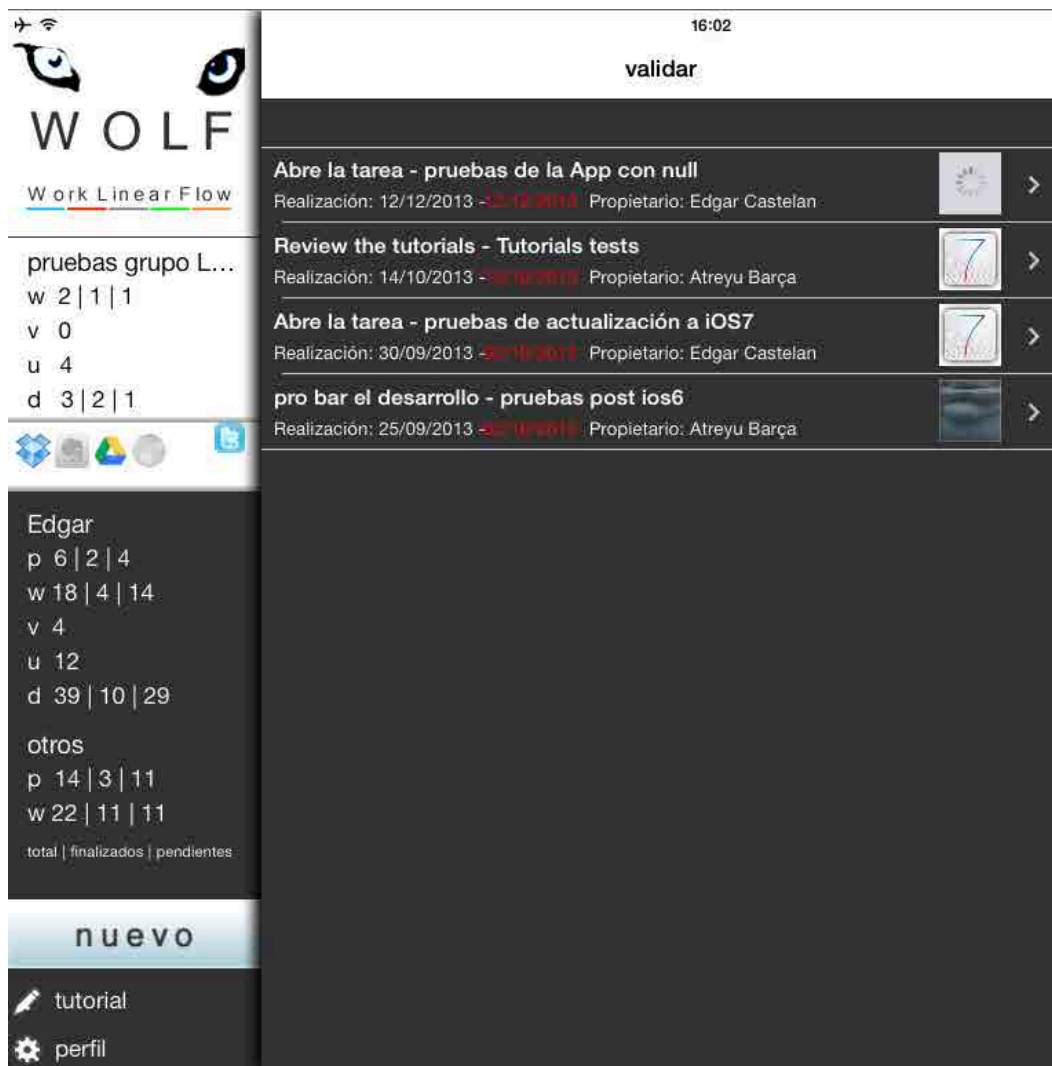 W O L F
Work Linear Flow
pruebas grupo L...
w 2 | 1 | 1
v 0
u 4
d 3 | 2 | 1
Edgar
p 6 | 2 | 4
w 18 | 4 | 14
v 4
u 12
d 39 | 10 | 29
otros
p 14 | 3 | 11
w 22 | 11 | 11
total | finalizados | pendientes
nuevo
tutorial
perfil
16:02
validar
Abre la tarea - pruebas de la App con null
Realización: 12/12/2013 - Propietario: Edgar Castelan
Review the tutorials - Tutorials tests
Realización: 14/10/2013 - Propietario: Atreyu Barça
7
Abre la tarea - pruebas de actualización a iOS7
Realización: 30/09/2013 - Propietario: Edgar Castelan
7
pro bar el desarrollo - pruebas post ios6
Realización: 25/09/2013 - Propietario: Atreyu Barça